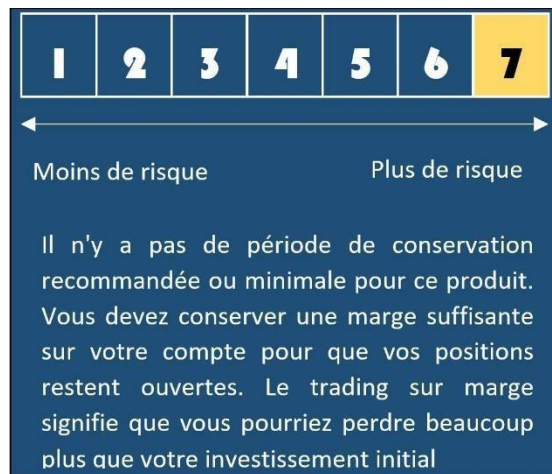 1 2 3 4 5 6 7
Moins de risque Plus de risque
Il n'y a pas de période de conservation
recommandée ou minimale pour ce produit.
Vous devez conserver une marge suffisante
sur votre compte pour que vos positions
restent ouvertes. Le trading sur marge
signifie que vous pourriez perdre beaucoup
plus que votre investissement initial